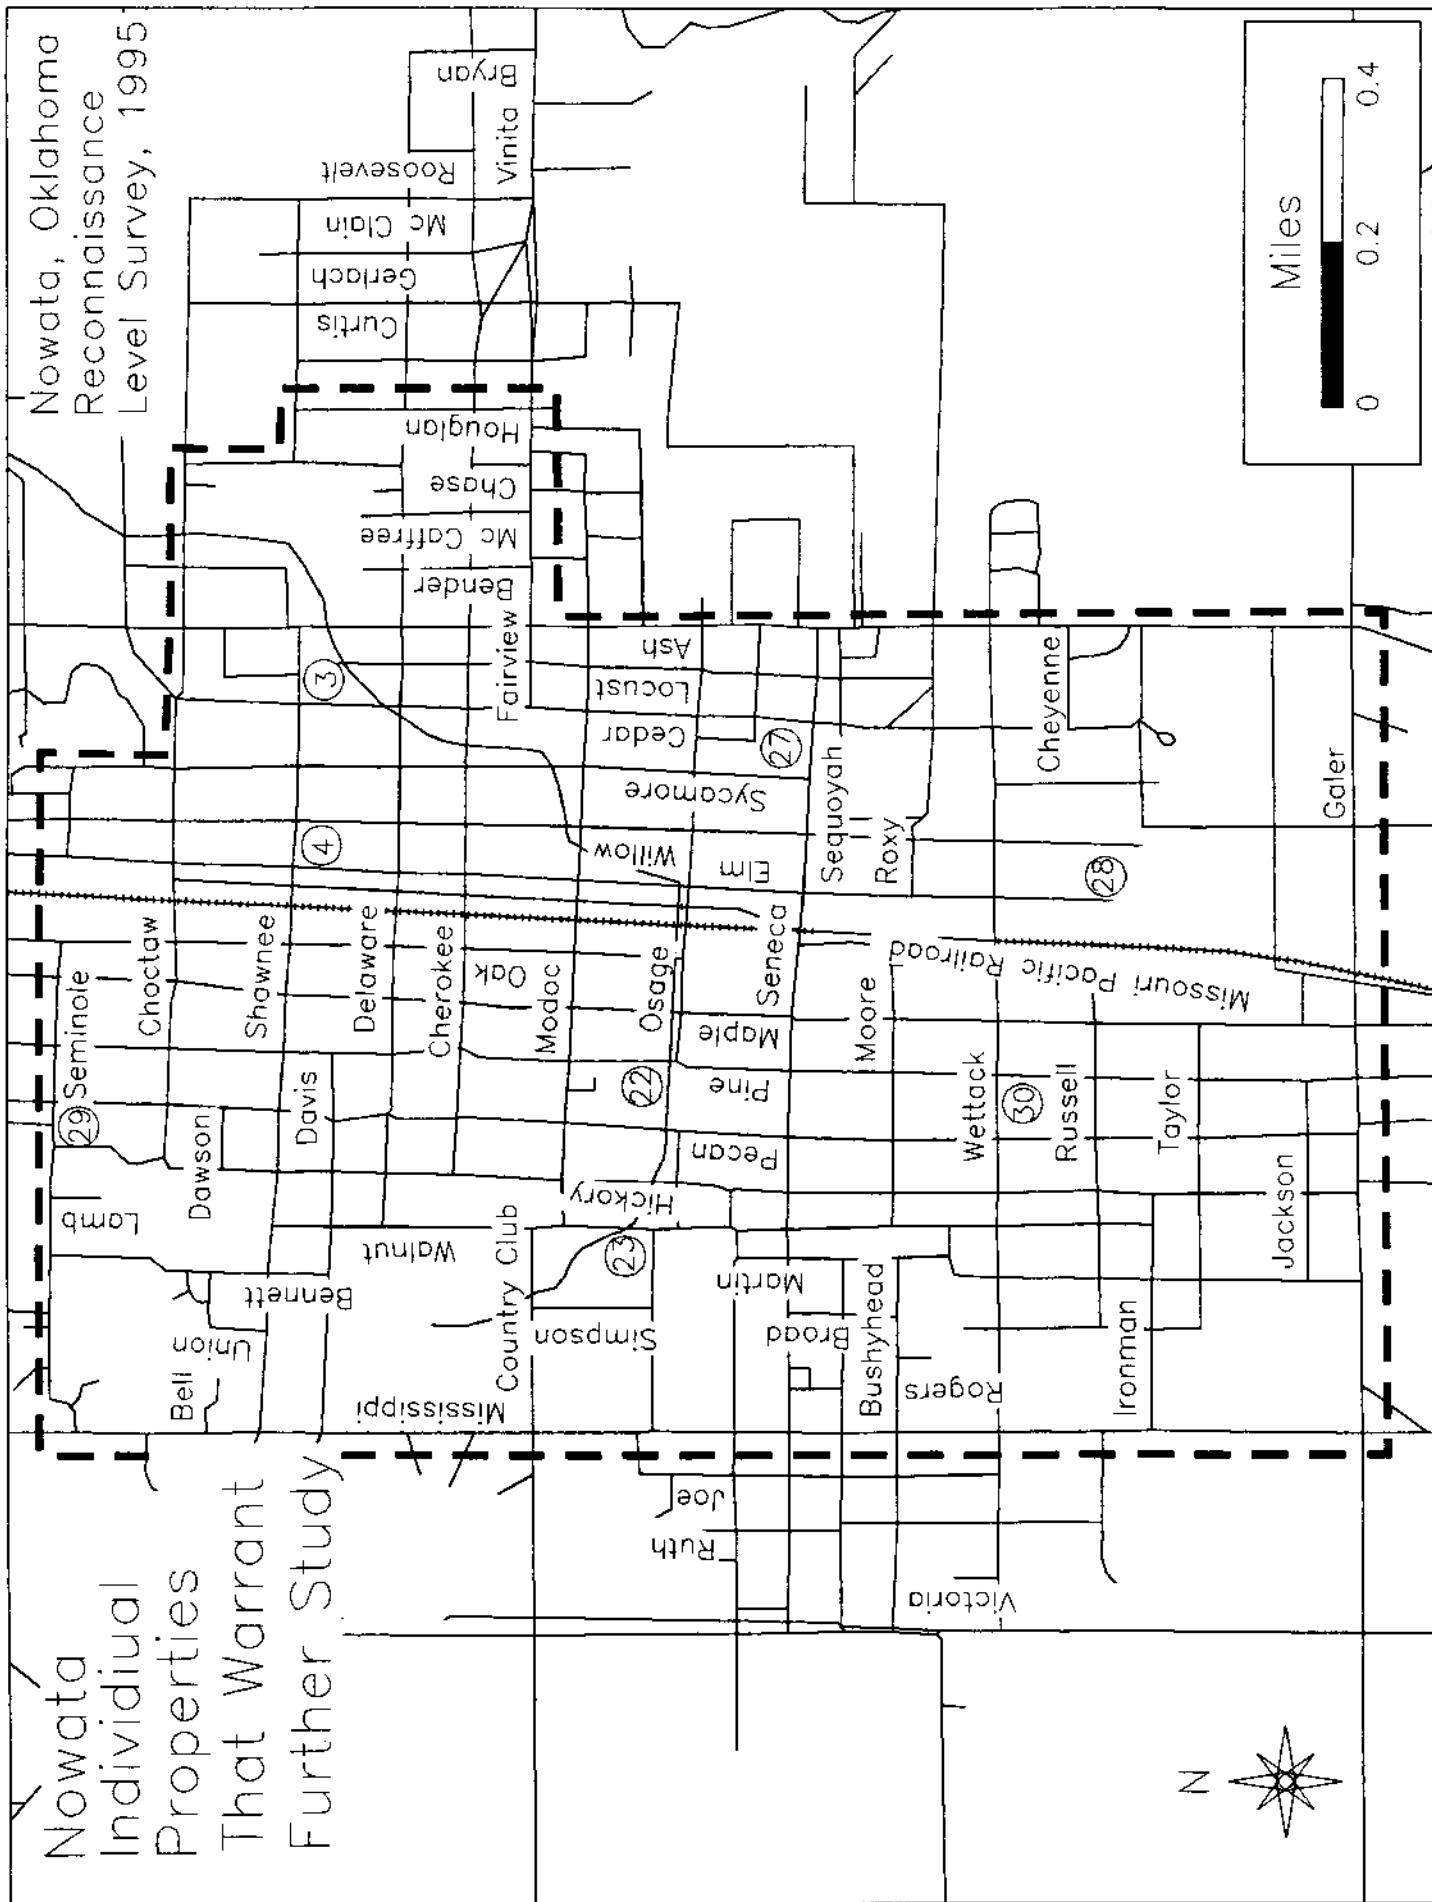 Nowata
Individiual
Properties
That Warrant
Further Study
Nowata, Oklahoma
Reconnaissance
Level Survey, 1995
Seminole
Choctaw
Shawnee
Delaware
Cherokee
Modoc
Osage
Seneca
Moore
Wettack
Russell
Taylor
Jackson
Ironman
Galer
Cheyenne
Roxy
Sequoyah
Bushyhead
Country Club
Davis
Dawson
Bell
Fairview
Vinita
Lamb
Union
Bennett
Walnut
Mississippi
Simpson
Hickory
Martin
Broad
Rogers
Joe
Ruth
Victoria
Pecan
Pine
Maple
Oak
Missouri Pacific Railroad
Elm
Willow
Sycamore
Cedar
Locust
Ash
Bender
Mc Caffree
Chase
Houglan
Curtis
Gerlach
Mc Clain
Roosevelt
Bryan
29
22
23
30
28
27
4
3
N
Miles
0
0.2
0.4